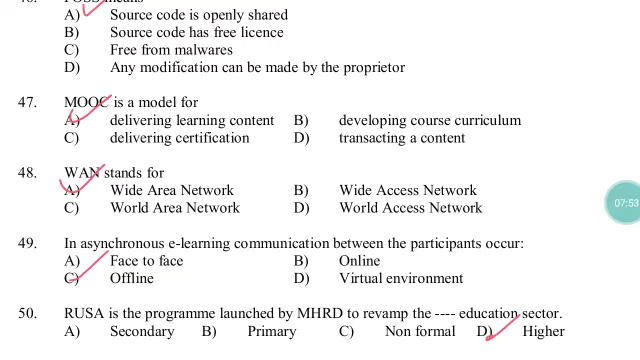 means
A) Source code is openly shared
B) Source code has free licence
C) Free from malwares
D) Any modification can be made by the proprietor
47. MOOC is a model for
A) delivering learning content B) developing course curriculum
C) delivering certification D) transacting a content
48. WAN stands for
A) Wide Area Network B) Wide Access Network
C) World Area Network D) World Access Network
07:53
49. In asynchronous e-learning communication between the participants occur:
A) Face to face B) Online
C) Offline D) Virtual environment
50. RUSA is the programme launched by MHRD to revamp the ---- education sector.
A) Secondary B) Primary C) Non formal D) Higher